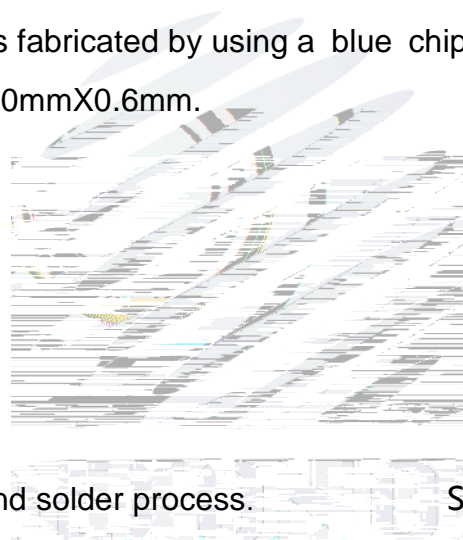 s fabricated by using a blue chip
0mmX0.6mm.
nd solder process. S